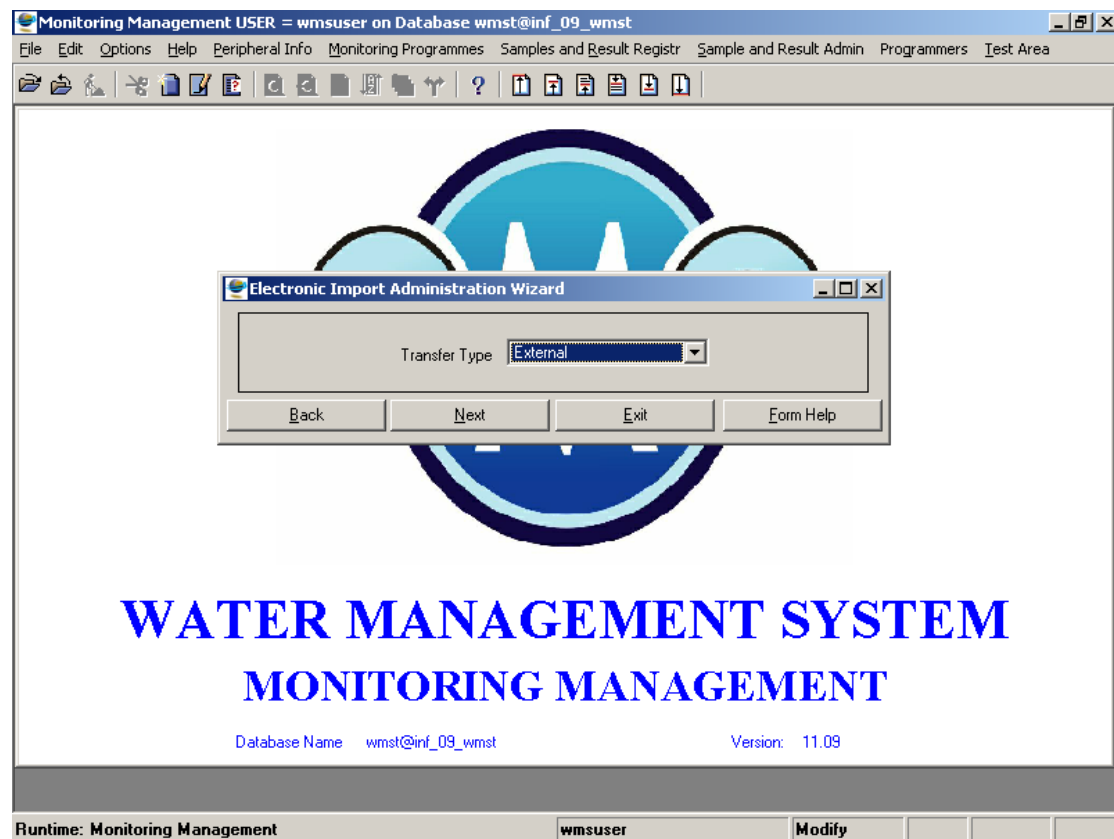 Monitoring Management USER = wmsuser on Database wmst@inf_09_wmst
File Edit Options Help Peripheral Info Monitoring Programmes Samples and Result Registr Sample and Result Admin Programmers Test Area
Electronic Import Administration Wizard
Transfer Type External
Back Next Exit Form Help
WATER MANAGEMENT SYSTEM
MONITORING MANAGEMENT
Database Name wmst@inf_09_wmst Version: 11.09
Runtime: Monitoring Management wmsuser Modify